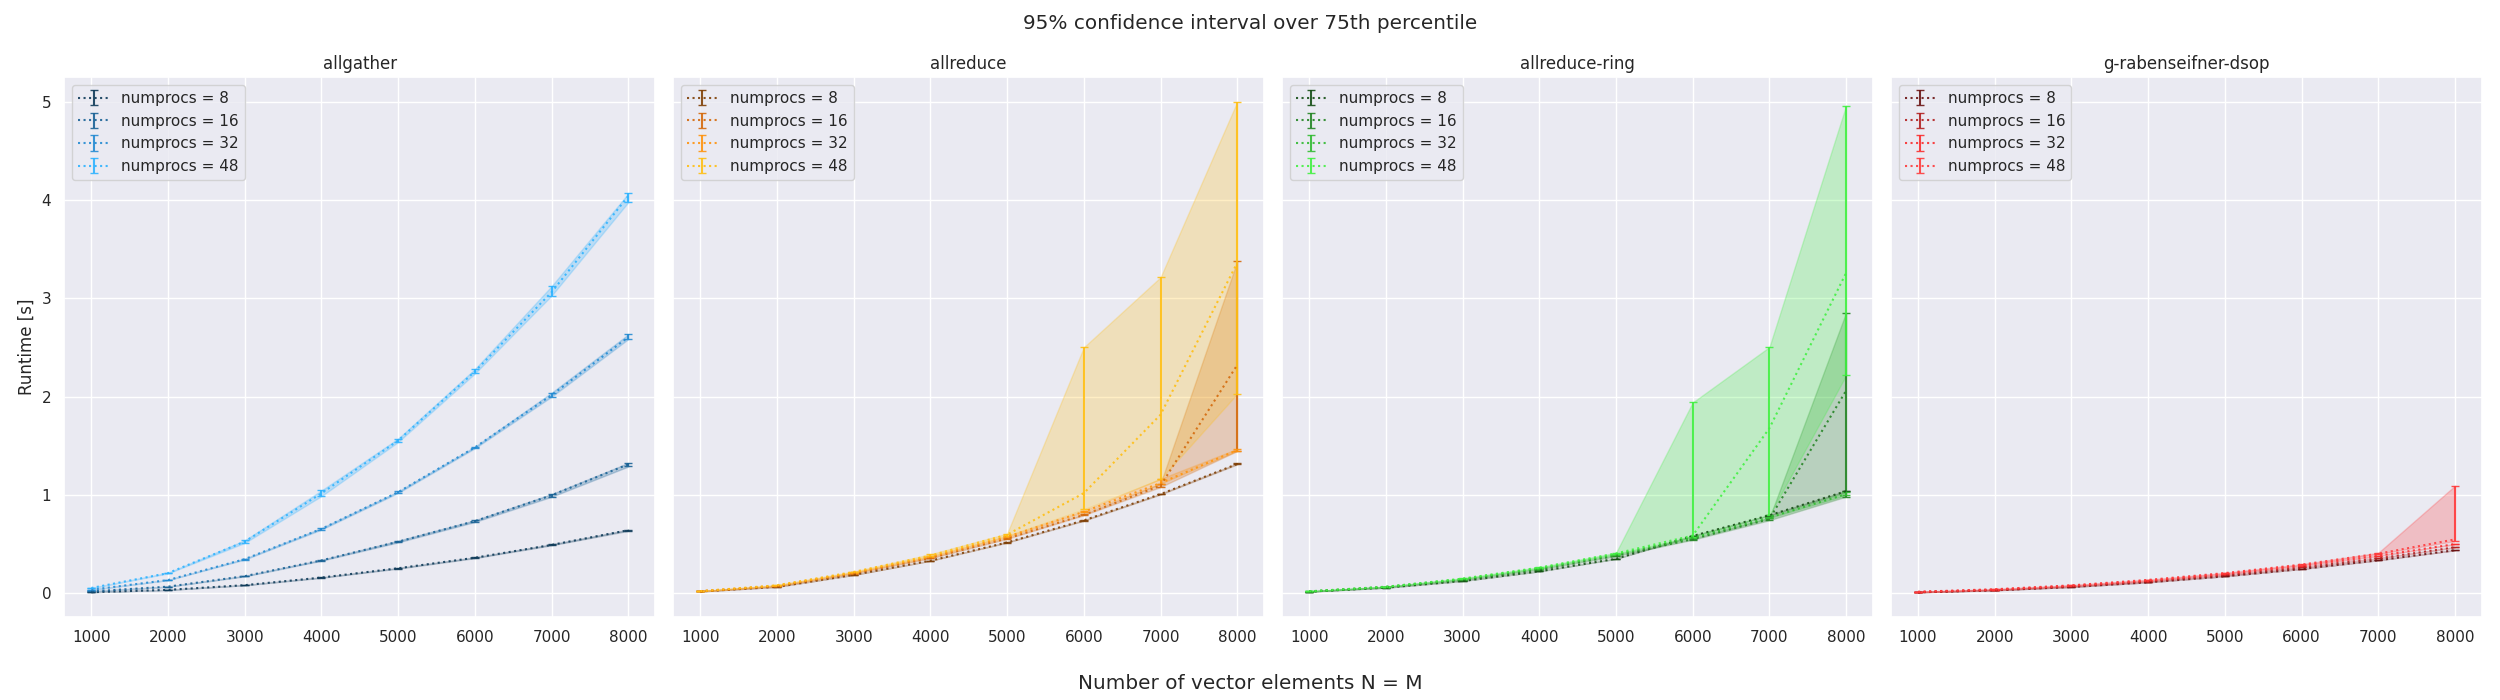 95% confidence interval over 75th percentile
allgather
allreduce
allreduce-ring
g-rabenseifner-dsop
numprocs = 8
numprocs = 16
numprocs = 32
numprocs = 48
numprocs = 8
numprocs = 16
numprocs = 32
numprocs = 48
numprocs = 8
numprocs = 16
numprocs = 32
numprocs = 48
numprocs = 8
numprocs = 16
numprocs = 32
numprocs = 48
Runtime [s]
5
4
3
2
1
0
1000 2000 3000 4000 5000 6000 7000 8000
1000 2000 3000 4000 5000 6000 7000 8000
1000 2000 3000 4000 5000 6000 7000 8000
1000 2000 3000 4000 5000 6000 7000 8000
Number of vector elements N = M